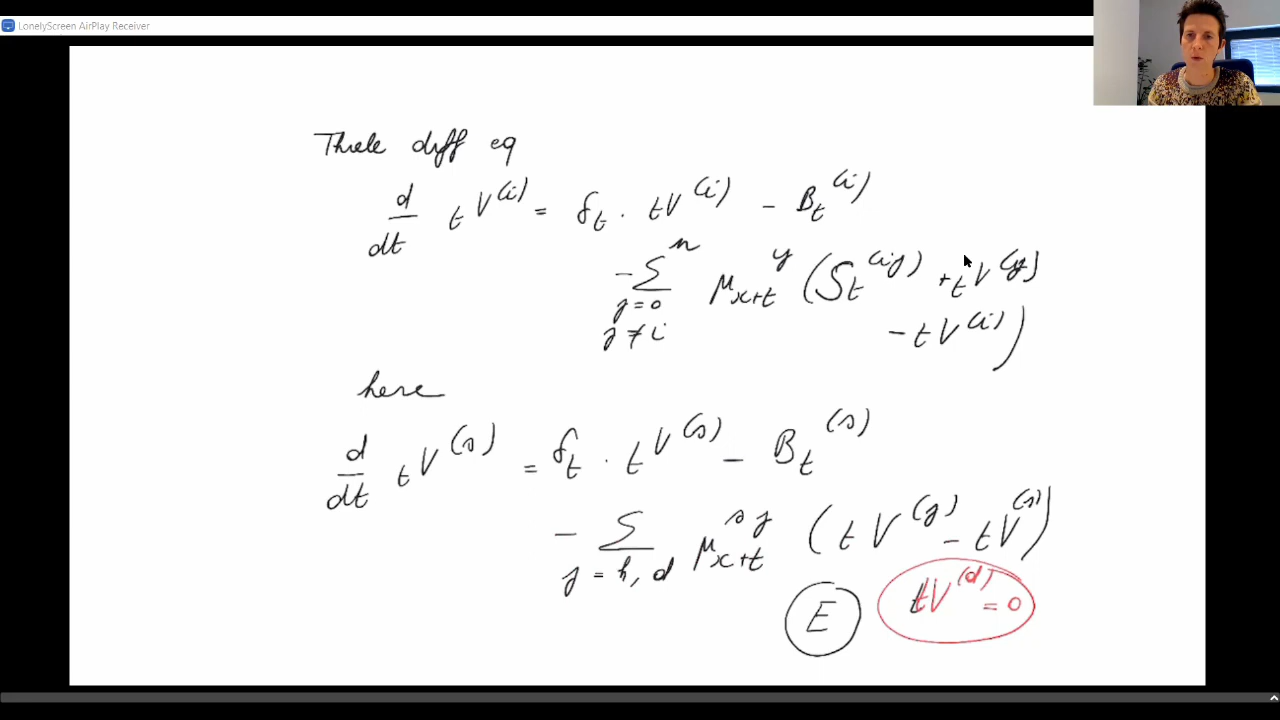 LonelyScreen AirPlay Receiver
Thiele diff eq
d/dt tV^(i) = δ_t · tV^(i) − B_t^(i)
− Σ_{j=0, j≠i}^{n} μ_{x+t}^{ij} (S_t^(ij) + tV^(j)
− tV^(i))
here
d/dt tV^(s) = δ_t · tV^(s) − B_t^(s)
− Σ_{j=h,d} μ_{x+t}^{sj} (tV^(j) − tV^(s))
E tV^(d) = 0